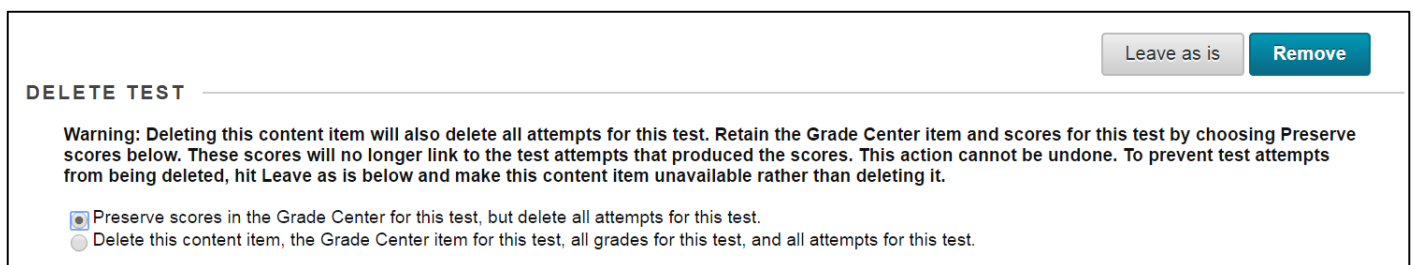 Leave as is Remove
DELETE TEST
Warning: Deleting this content item will also delete all attempts for this test. Retain the Grade Center item and scores for this test by choosing Preserve
scores below. These scores will no longer link to the test attempts that produced the scores. This action cannot be undone. To prevent test attempts
from being deleted, hit Leave as is below and make this content item unavailable rather than deleting it.
Preserve scores in the Grade Center for this test, but delete all attempts for this test.
Delete this content item, the Grade Center item for this test, all grades for this test, and all attempts for this test.